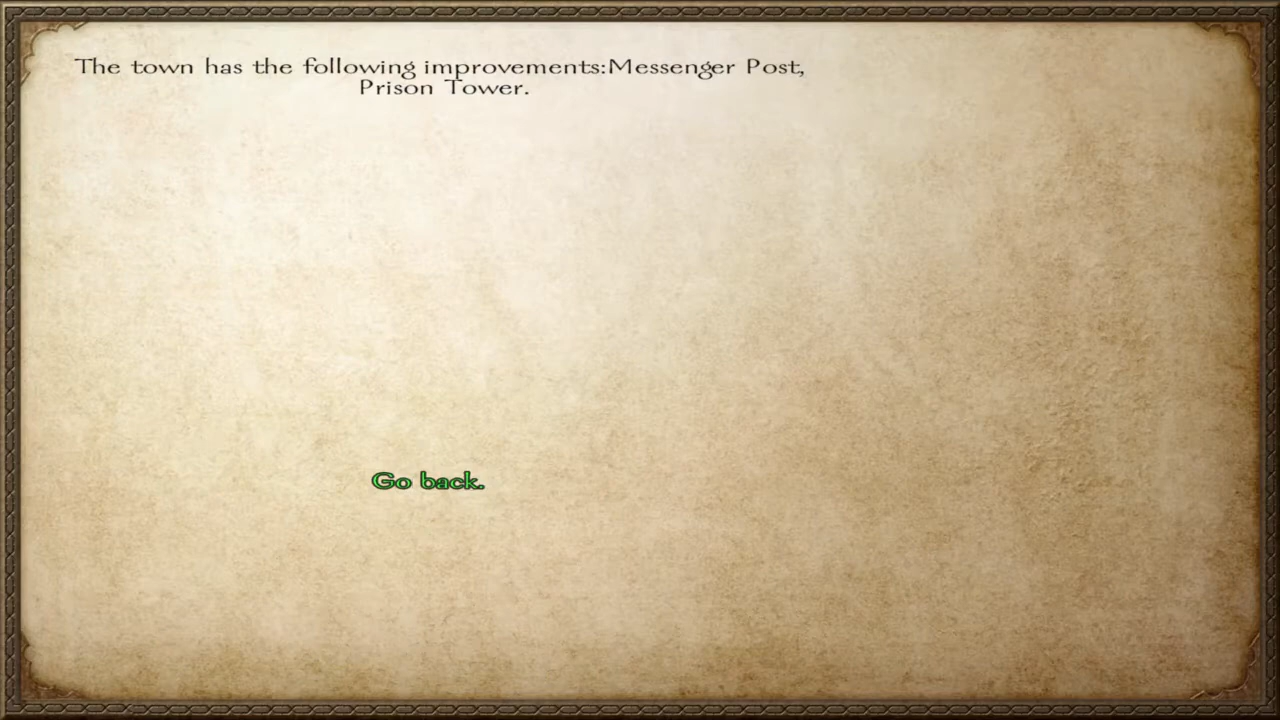 The town has the following improvements:Messenger Post,
Prison Tower.
Go back.